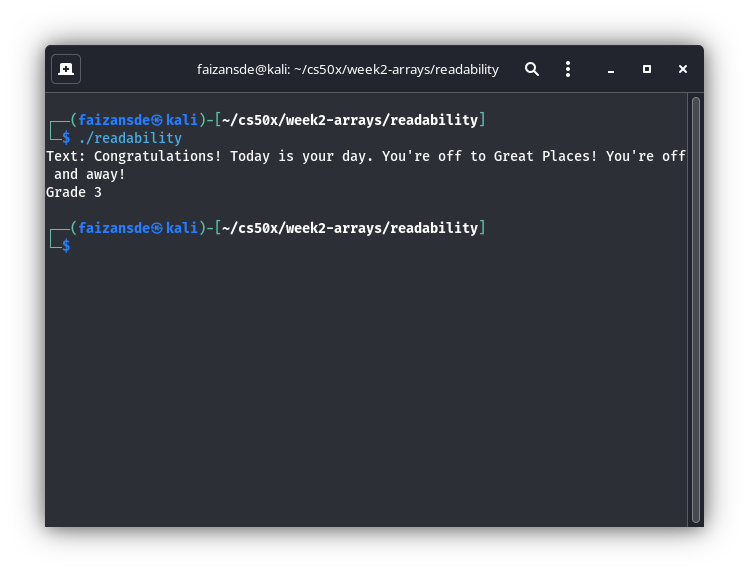 faizansde@kali: ~/cs50x/week2-arrays/readability
┌──(faizansde㉿kali)-[~/cs50x/week2-arrays/readability]
└─$ ./readability
Text: Congratulations! Today is your day. You're off to Great Places! You're off
 and away!
Grade 3
┌──(faizansde㉿kali)-[~/cs50x/week2-arrays/readability]
└─$